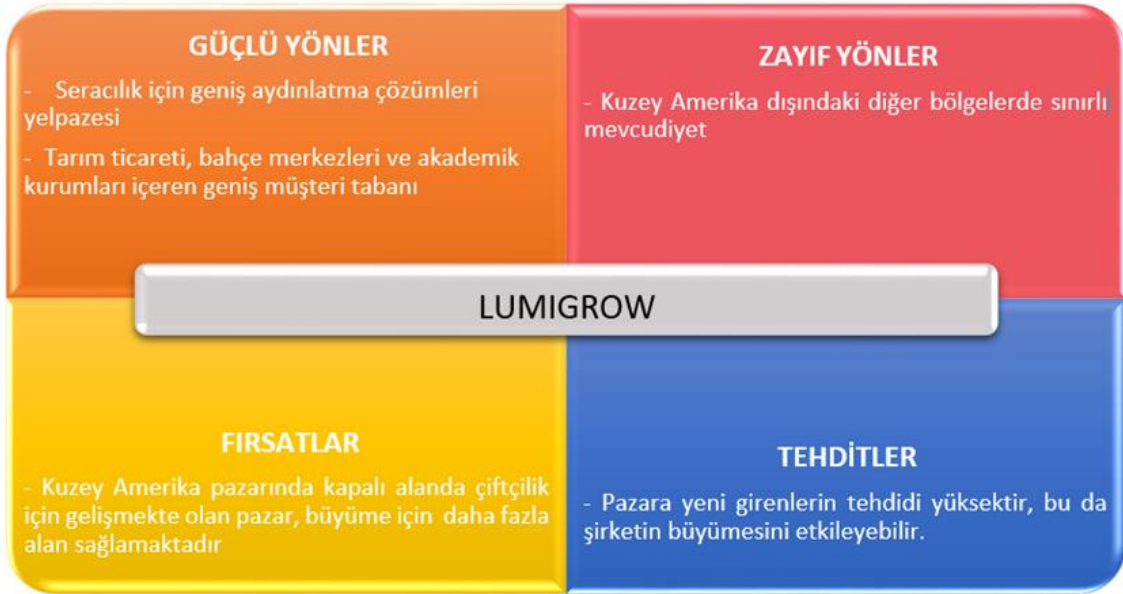 GÜÇLÜ YÖNLER
- Seracılık için geniş aydınlatma çözümleri
yelpazesi
- Tarım ticareti, bahçe merkezleri ve akademik
kurumları içeren geniş müşteri tabanı
ZAYIF YÖNLER
- Kuzey Amerika dışındaki diğer bölgelerde sınırlı
mevcudiyet
LUMIGROW
FIRSATLAR
- Kuzey Amerika pazarında kapalı alanda çiftçilik
için gelişmekte olan pazar, büyüme için daha fazla
alan sağlamaktadır
TEHDİTLER
- Pazara yeni girenlerin tehdidi yüksektir, bu da
şirketin büyümesini etkileyebilir.